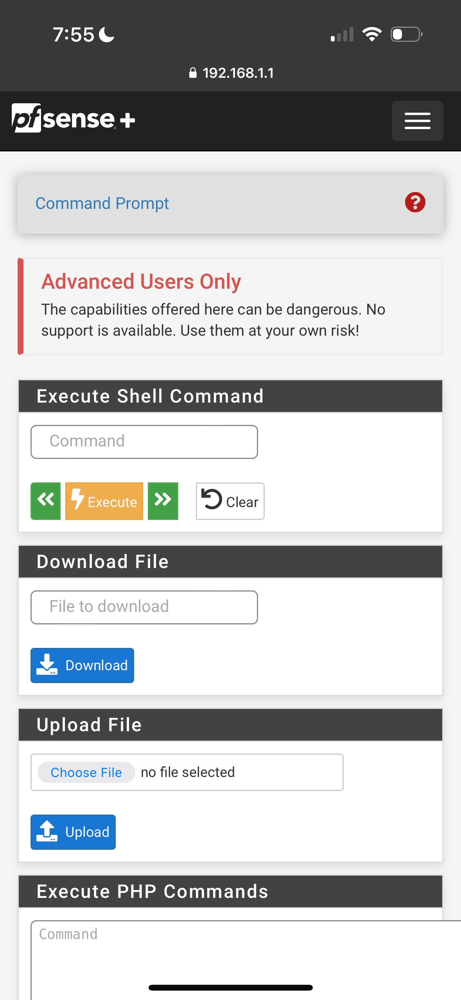 7:55
192.168.1.1
pfsense+
Command Prompt
Advanced Users Only
The capabilities offered here can be dangerous. No
support is available. Use them at your own risk!
Execute Shell Command
Command
Execute
Clear
Download File
File to download
Download
Upload File
Choose File no file selected
Upload
Execute PHP Commands
Command